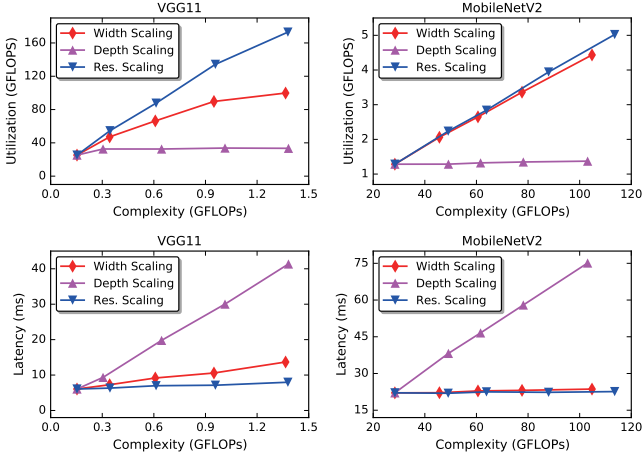 VGG11
Utilization (GFLOPS)
160
120
80
40
0
Width Scaling
Depth Scaling
Res. Scaling
0.0 0.3 0.6 0.9 1.2 1.5
Complexity (GFLOPs)
MobileNetV2
Utilization (GFLOPS)
5
4
3
2
1
Width Scaling
Depth Scaling
Res. Scaling
20 40 60 80 100 120
Complexity (GFLOPs)
VGG11
Latency (ms)
40
30
20
10
0
Width Scaling
Depth Scaling
Res. Scaling
0.0 0.3 0.6 0.9 1.2 1.5
Complexity (GFLOPs)
MobileNetV2
Latency (ms)
75
60
45
30
15
Width Scaling
Depth Scaling
Res. Scaling
20 40 60 80 100 120
Complexity (GFLOPs)